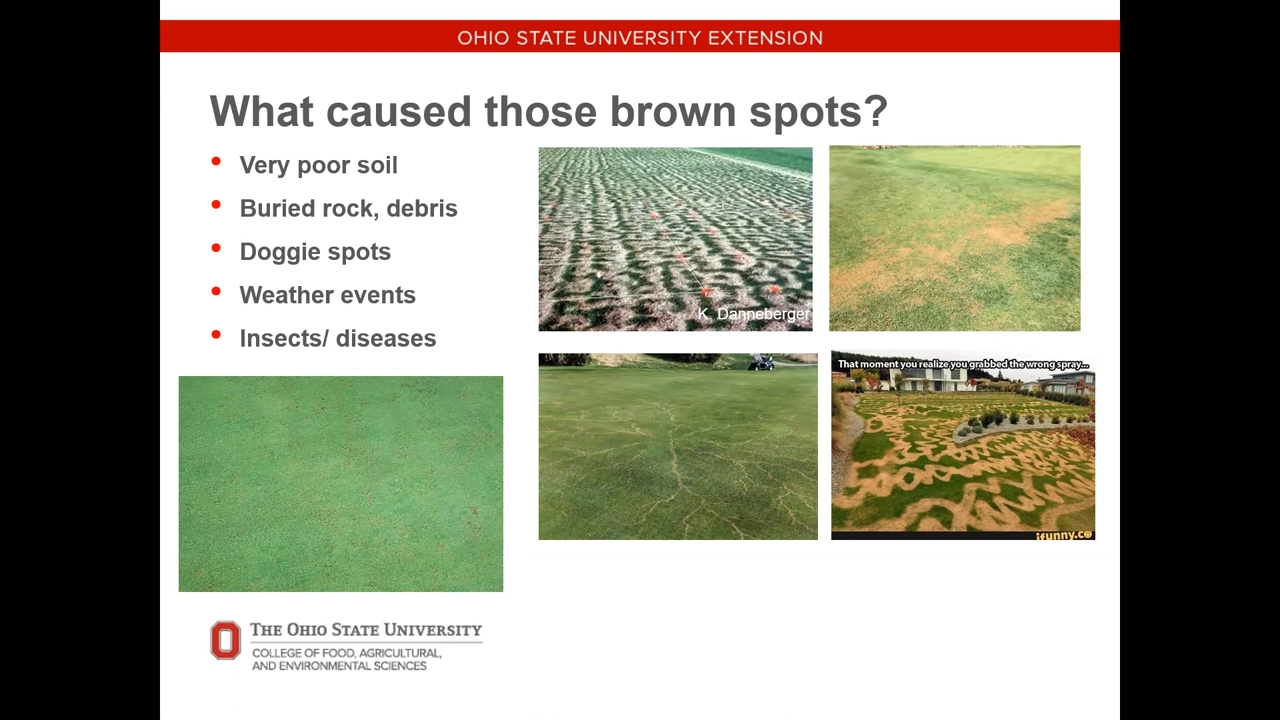 OHIO STATE UNIVERSITY EXTENSION
What caused those brown spots?
Very poor soil
Buried rock, debris
Doggie spots
Weather events
Insects/ diseases
K. Danneberger
That moment you realize you grabbed the wrong spray...
ifunny.co
THE OHIO STATE UNIVERSITY
COLLEGE OF FOOD, AGRICULTURAL,
AND ENVIRONMENTAL SCIENCES